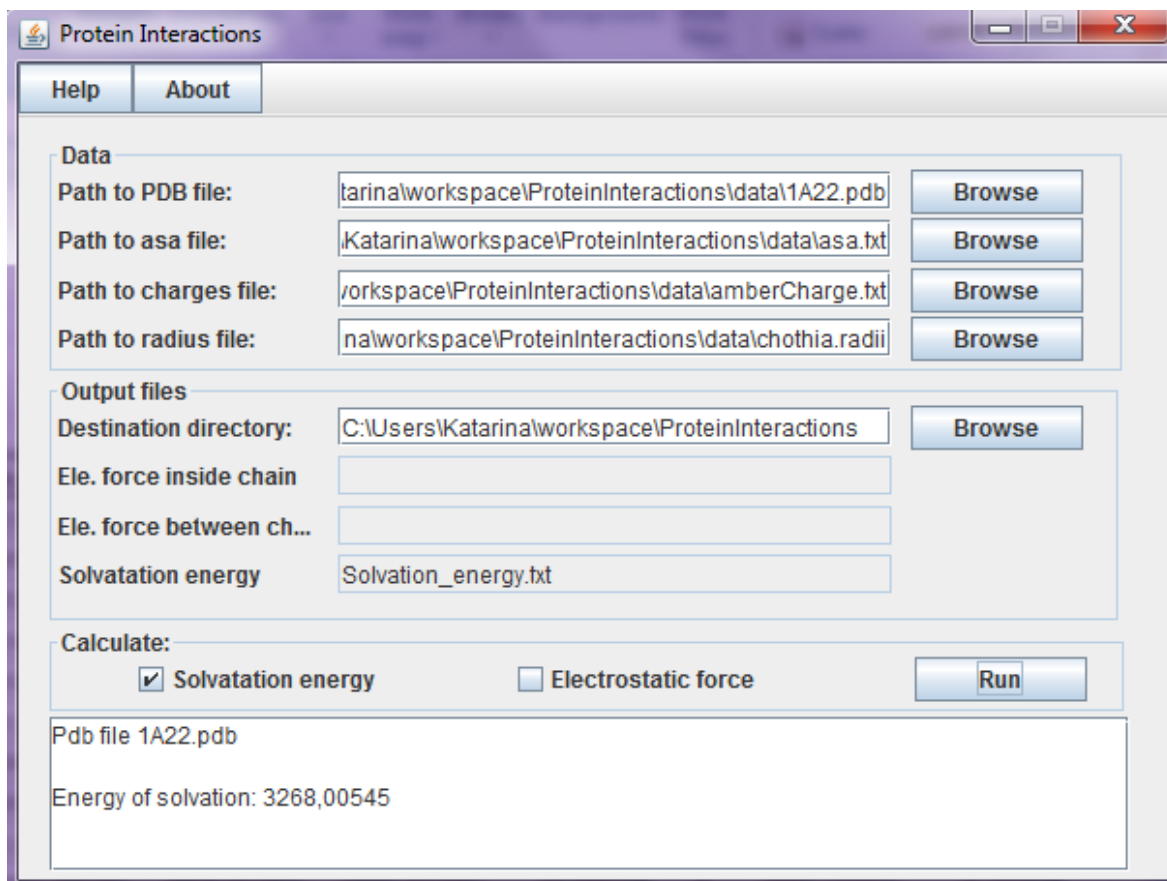 Protein Interactions
Help About
Data
Path to PDB file: tarina\workspace\ProteinInteractions\data\1A22.pdb Browse
Path to asa file: \Katarina\workspace\ProteinInteractions\data\asa.txt Browse
Path to charges file: /orkspace\ProteinInteractions\data\amberCharge.txt Browse
Path to radius file: na\workspace\ProteinInteractions\data\chothia.radii Browse
Output files
Destination directory: C:\Users\Katarina\workspace\ProteinInteractions Browse
Ele. force inside chain
Ele. force between ch...
Solvatation energy Solvation_energy.txt
Calculate:
Solvatation energy Electrostatic force Run
Pdb file 1A22.pdb
Energy of solvation: 3268,00545